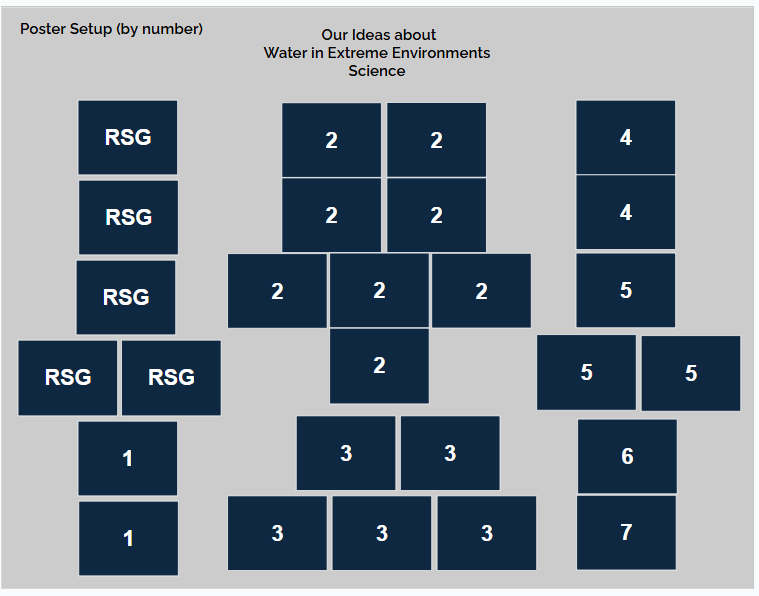 Poster Setup (by number)
Our Ideas about
Water in Extreme Environments
Science
RSG
RSG
RSG
RSG RSG
1
1
2 2
2 2
2 2 2
2
3 3
3 3 3
4
4
5
5 5
6
7